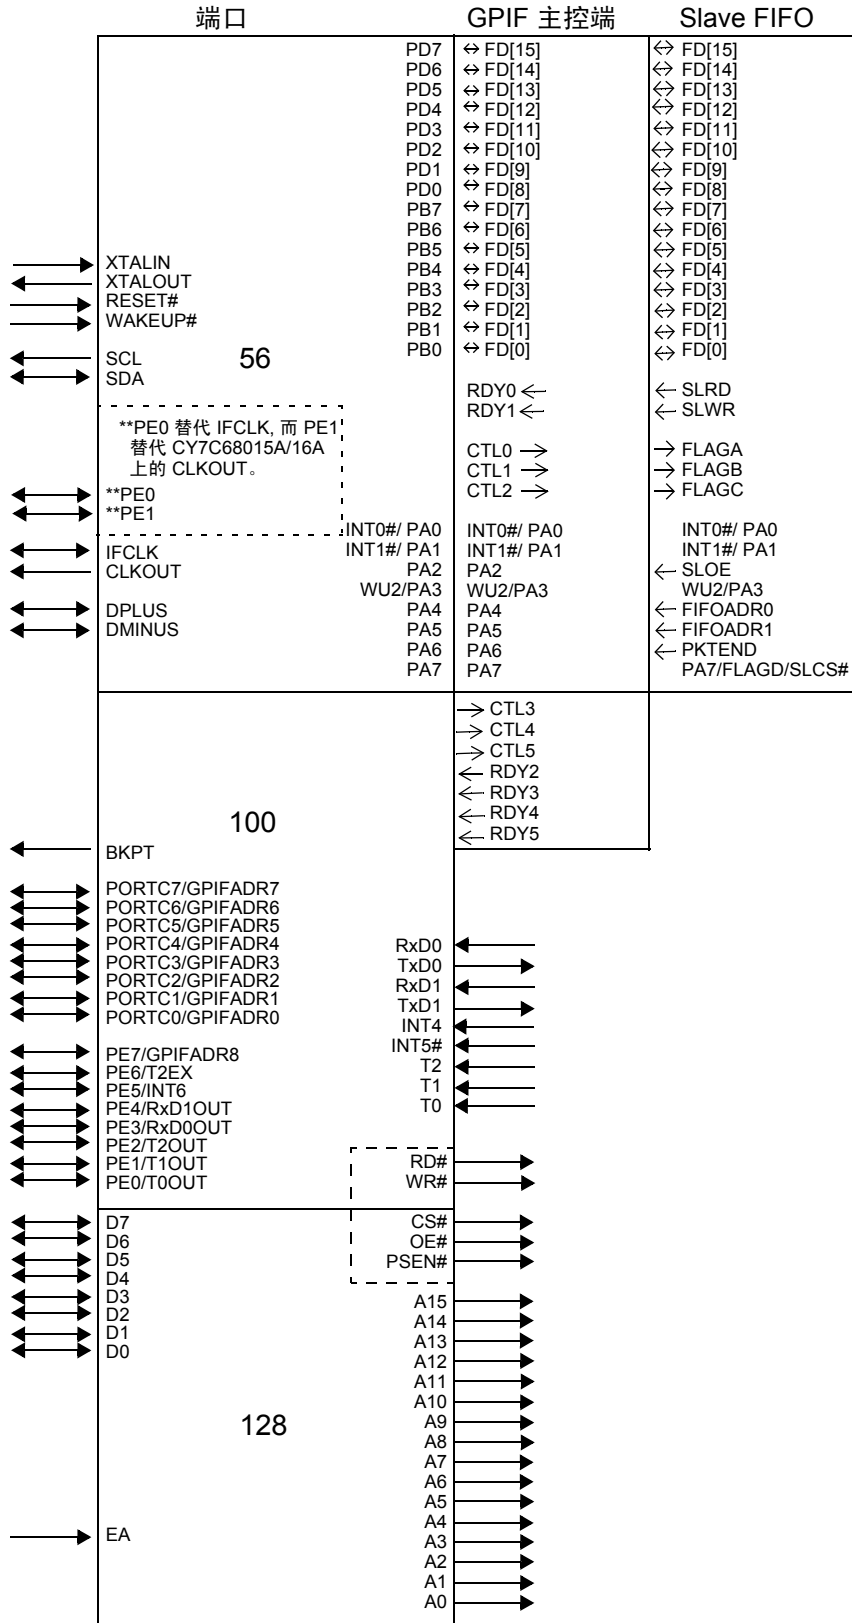 端口 GPIF 主控端 Slave FIFO
PD7 FD[15] FD[15]
PD6 FD[14] FD[14]
PD5 FD[13] FD[13]
PD4 FD[12] FD[12]
PD3 FD[11] FD[11]
PD2 FD[10] FD[10]
PD1 FD[9] FD[9]
PD0 FD[8] FD[8]
PB7 FD[7] FD[7]
PB6 FD[6] FD[6]
PB5 FD[5] FD[5]
XTALIN PB4 FD[4] FD[4]
XTALOUT PB3 FD[3] FD[3]
RESET# PB2 FD[2] FD[2]
WAKEUP# PB1 FD[1] FD[1]
SCL 56 PB0 FD[0] FD[0]
SDA
RDY0 SLRD
RDY1 SLWR
**PE0 替代 IFCLK, 而 PE1
替代 CY7C68015A/16A
上的 CLKOUT。
CTL0 FLAGA
CTL1 FLAGB
CTL2 FLAGC
**PE0
**PE1
INT0#/ PA0 INT0#/ PA0 INT0#/ PA0
IFCLK INT1#/ PA1 INT1#/ PA1 INT1#/ PA1
CLKOUT PA2 PA2 SLOE
WU2/PA3 WU2/PA3 WU2/PA3
DPLUS PA4 PA4 FIFOADR0
DMINUS PA5 PA5 FIFOADR1
PA6 PA6 PKTEND
PA7 PA7 PA7/FLAGD/SLCS#
CTL3
CTL4
CTL5
RDY2
RDY3
100 RDY4
RDY5
BKPT
PORTC7/GPIFADR7
PORTC6/GPIFADR6
PORTC5/GPIFADR5
PORTC4/GPIFADR4 RxD0
PORTC3/GPIFADR3 TxD0
PORTC2/GPIFADR2 RxD1
PORTC1/GPIFADR1 TxD1
PORTC0/GPIFADR0 INT4
INT5#
PE7/GPIFADR8 T2
PE6/T2EX T1
PE5/INT6 T0
PE4/RxD1OUT
PE3/RxD0OUT
PE2/T2OUT
PE1/T1OUT RD#
PE0/T0OUT WR#
D7 CS#
D6 OE#
D5 PSEN#
D4
D3 A15
D2 A14
D1 A13
D0 A12
A11
A10
128 A9
A8
A7
A6
A5
A4
EA A3
A2
A1
A0